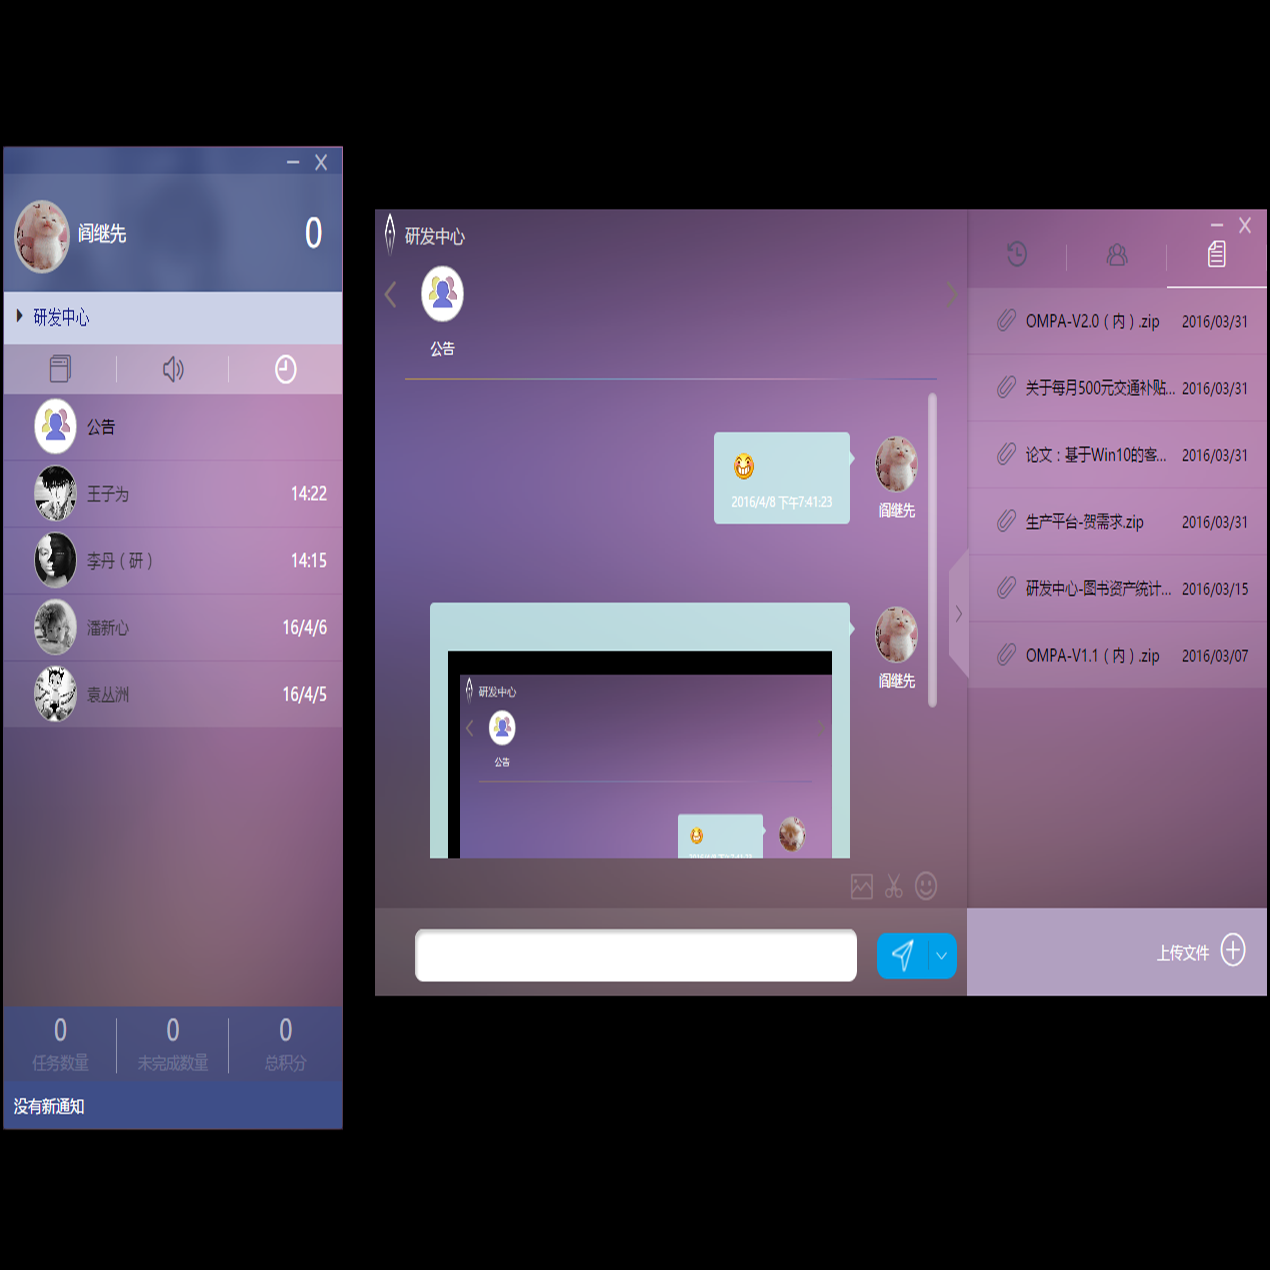 阎继先
0
研发中心
公告
王子为 14:22
李丹（研） 14:15
潘新心 16/4/6
袁丛洲 16/4/5
0 0 0
任务数量 未完成数量 总积分
没有新通知
研发中心
公告
2016/4/8 下午7:41:23
阎继先
阎继先
研发中心
公告
OMPA-V2.0（内）.zip 2016/03/31
关于每月500元交通补贴... 2016/03/31
论文：基于Win10的客... 2016/03/31
生产平台-贺需求.zip 2016/03/31
研发中心-图书资产统计... 2016/03/15
OMPA-V1.1（内）.zip 2016/03/07
上传文件